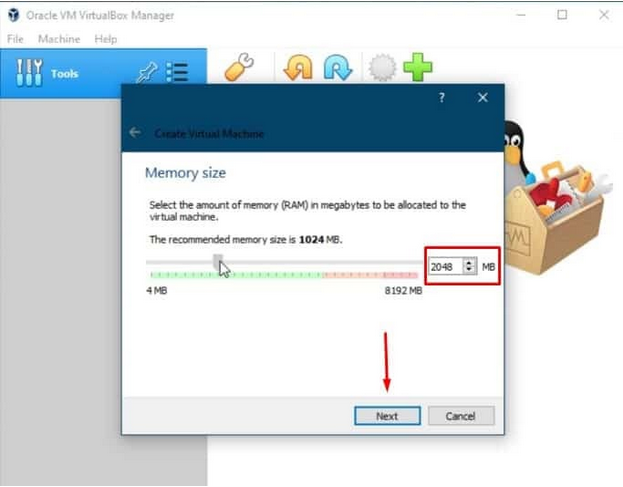 Oracle VM VirtualBox Manager
File Machine Help
Tools
?
Create Virtual Machine
Memory size
Select the amount of memory (RAM) in megabytes to be allocated to the
virtual machine.
The recommended memory size is 1024 MB.
2048 MB
4 MB 8192 MB
Next Cancel